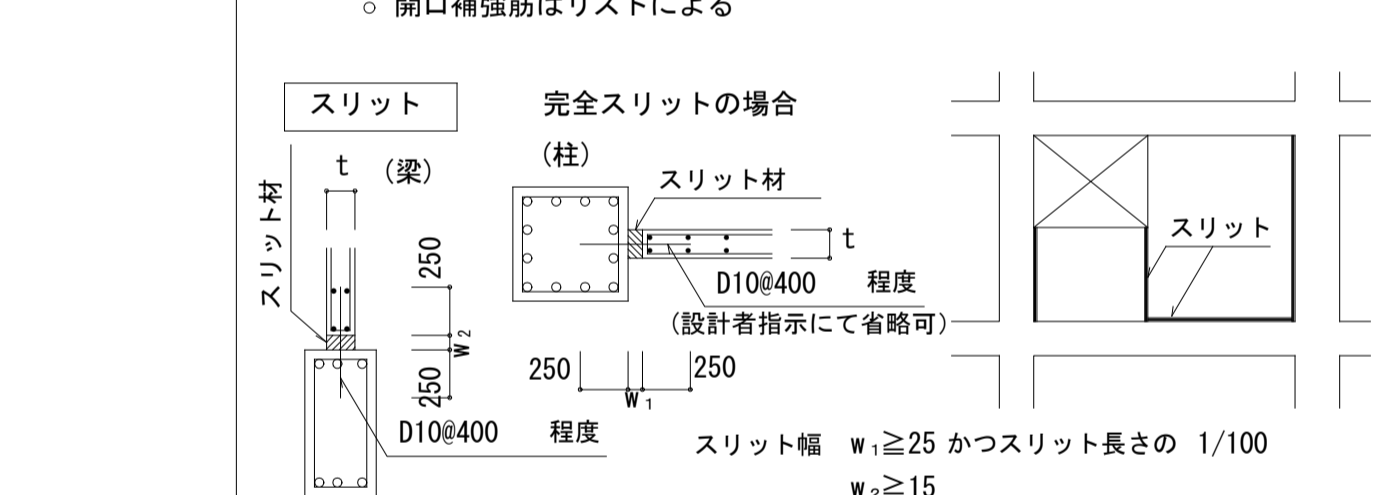 ○ 開口補強筋はリストによる
スリット
完全スリットの場合
t
(梁)
(柱)
スリット材
スリット材
t
スリット
D10@400 程度
(設計者指示にて省略可)
250
w₂
250
250
250
w₁
D10@400 程度
スリット幅 w₁≧25 かつスリット長さの 1/100
w₂≧15